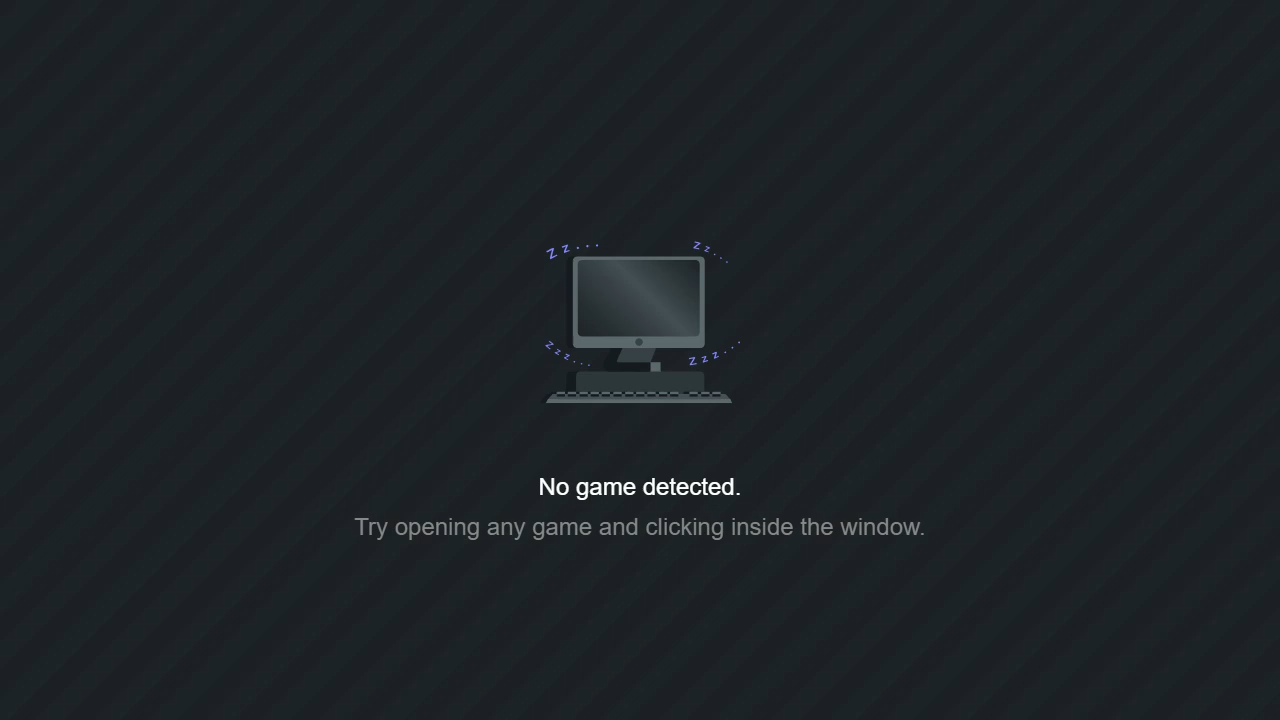 Z z . . .
z z . . .
z z z . . .
z z z . . .
No game detected.
Try opening any game and clicking inside the window.